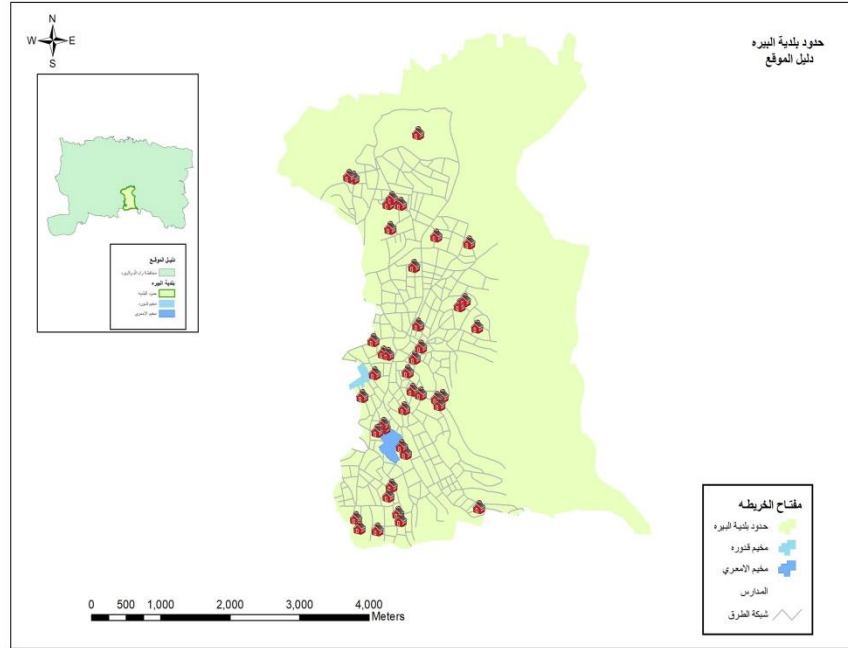 N
W E
S
حدود بلدية البيره
دليل الموقع
دليل الموقع
بلدية البيره
مفتاح الخريطه
حدود بلدية البيره
مخيم قدوره
مخيم الامعري
المدارس
شبكة الطرق
0 500 1,000 2,000 3,000 4,000
Meters